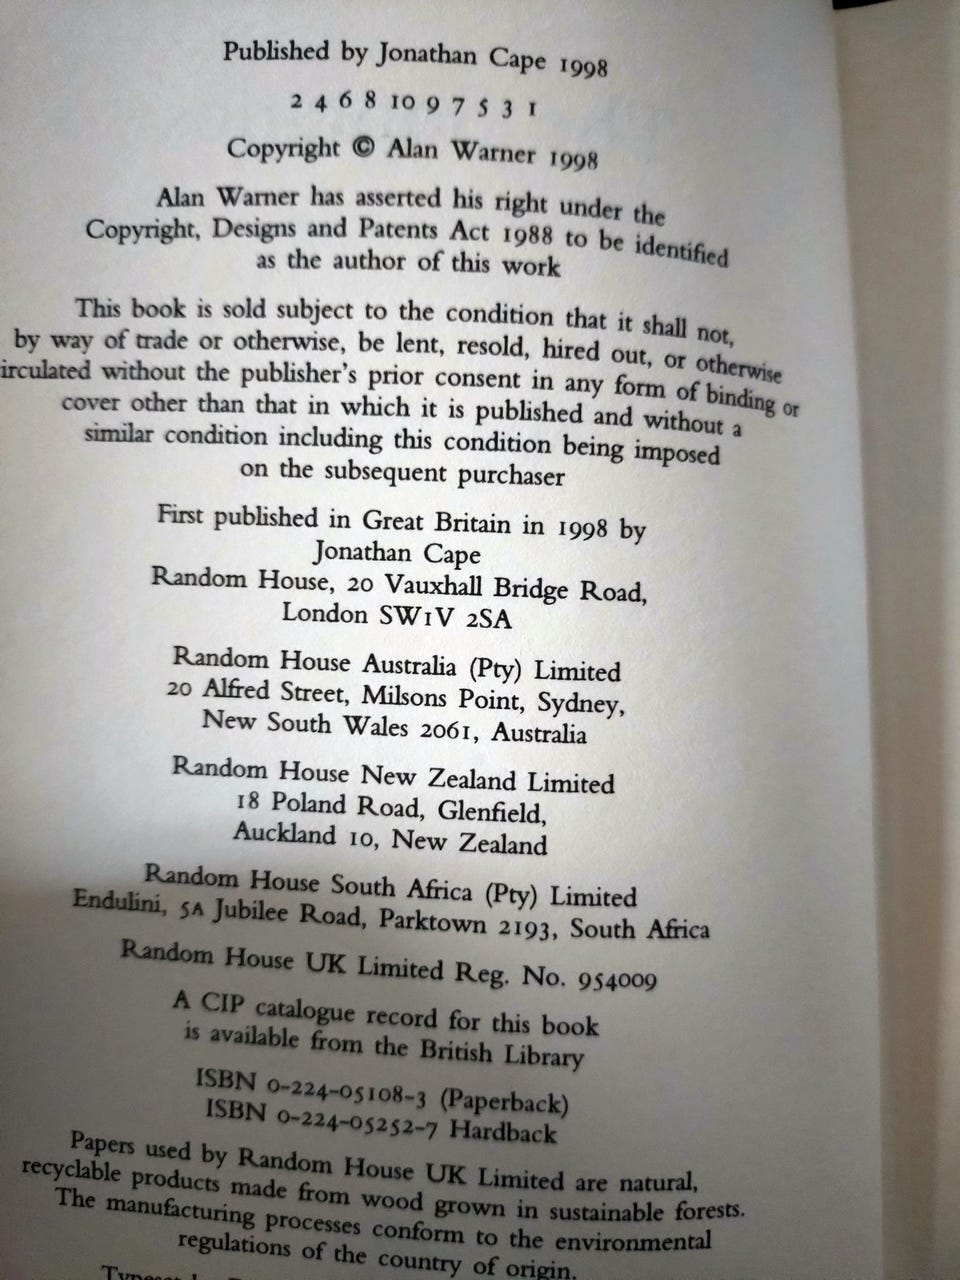 Published by Jonathan Cape 1998
2 4 6 8 10 9 7 5 3 1
Copyright © Alan Warner 1998
Alan Warner has asserted his right under the
Copyright, Designs and Patents Act 1988 to be identified
as the author of this work
This book is sold subject to the condition that it shall not,
by way of trade or otherwise, be lent, resold, hired out, or otherwise
irculated without the publisher's prior consent in any form of binding or
cover other than that in which it is published and without a
similar condition including this condition being imposed
on the subsequent purchaser
First published in Great Britain in 1998 by
Jonathan Cape
Random House, 20 Vauxhall Bridge Road,
London SW1V 2SA
Random House Australia (Pty) Limited
20 Alfred Street, Milsons Point, Sydney,
New South Wales 2061, Australia
Random House New Zealand Limited
18 Poland Road, Glenfield,
Auckland 10, New Zealand
Random House South Africa (Pty) Limited
Endulini, 5A Jubilee Road, Parktown 2193, South Africa
Random House UK Limited Reg. No. 954009
A CIP catalogue record for this book
is available from the British Library
ISBN 0-224-05108-3 (Paperback)
ISBN 0-224-05252-7 Hardback
Papers used by Random House UK Limited are natural,
recyclable products made from wood grown in sustainable forests.
The manufacturing processes conform to the environmental
regulations of the country of origin.